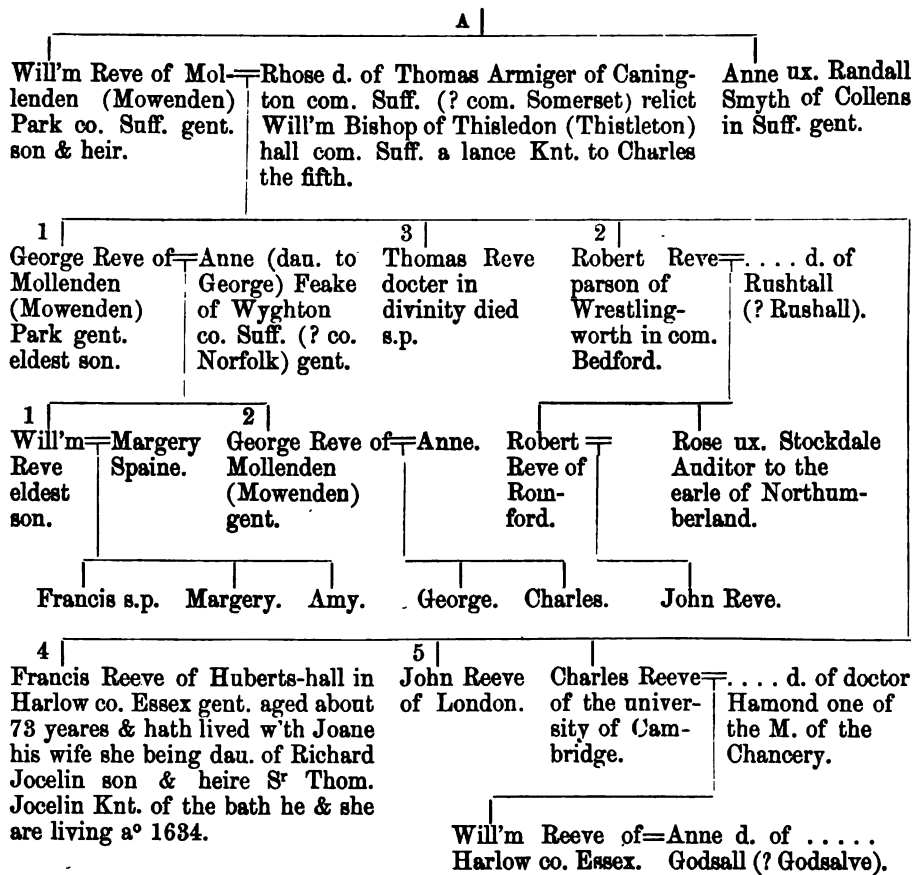 A
Will'm Reve of Mol-
lenden (Mowenden)
Park co. Suff. gent.
son & heir.
Rhose d. of Thomas Armiger of Caning-
ton com. Suff. (? com. Somerset) relict
Will'm Bishop of Thisledon (Thistleton)
hall com. Suff. a lance Knt. to Charles
the fifth.
Anne ux. Randall
Smyth of Collens
in Suff. gent.
1
George Reve of
Mollenden
(Mowenden)
Park gent.
eldest son.
Anne (dau. to
George) Feake
of Wyghton
co. Suff. (? co.
Norfolk) gent.
3
Thomas Reve
docter in
divinity died
s.p.
2
Robert Reve
parson of
Wrestling-
worth in com.
Bedford.
. . . . d. of
Rushtall
(? Rushall).
1
Will'm
Reve
eldest
son.
Margery
Spaine.
2
George Reve of
Mollenden
(Mowenden)
gent.
Anne.
Robert
Reve of
Rom-
ford.
Rose ux. Stockdale
Auditor to the
earle of Northum-
berland.
Francis s.p.
Margery.
Amy.
George.
Charles.
John Reve.
4
Francis Reeve of Huberts-hall in
Harlow co. Essex gent. aged about
73 yeares & hath lived w'th Joane
his wife she being dau. of Richard
Jocelin son & heire Sr Thom.
Jocelin Knt. of the bath he & she
are living aº 1634.
5
John Reeve
of London.
Charles Reeve
of the univer-
sity of Cam-
bridge.
. . . . d. of doctor
Hamond one of
the M. of the
Chancery.
Will'm Reeve of
Harlow co. Essex.
Anne d. of . . . . .
Godsall (? Godsalve).